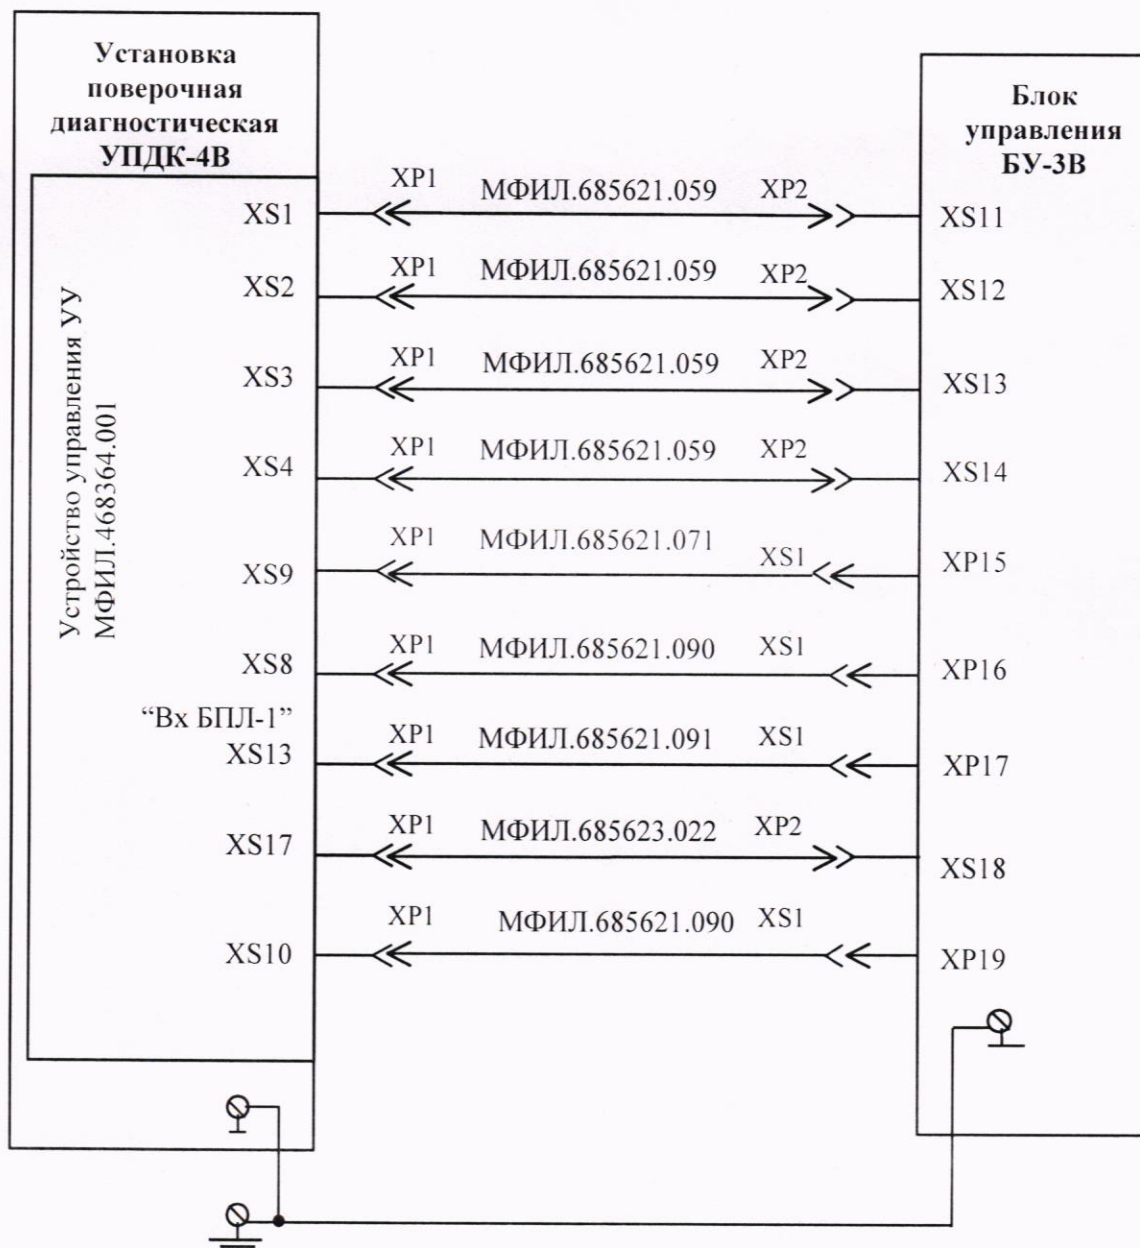 Установка
поверочная
диагностическая
УПДК-4В
Блок
управления
БУ-3В
Устройство управления УУ
МФИЛ.468364.001
XS1
XP1
МФИЛ.685621.059
XP2
XS11
XS2
XP1
МФИЛ.685621.059
XP2
XS12
XS3
XP1
МФИЛ.685621.059
XP2
XS13
XS4
XP1
МФИЛ.685621.059
XP2
XS14
XS9
XP1
МФИЛ.685621.071
XS1
XP15
XS8
XP1
МФИЛ.685621.090
XS1
XP16
“Вх БПЛ-1”
XS13
XP1
МФИЛ.685621.091
XS1
XP17
XS17
XP1
МФИЛ.685623.022
XP2
XS18
XS10
XP1
МФИЛ.685621.090
XS1
XP19